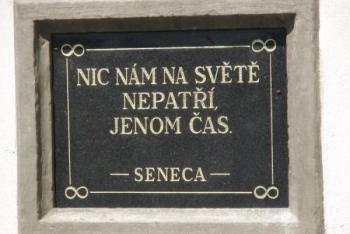 NIC NÁM NA SVĚTĚ
NEPATŘÍ,
JENOM ČAS.
— SENECA —